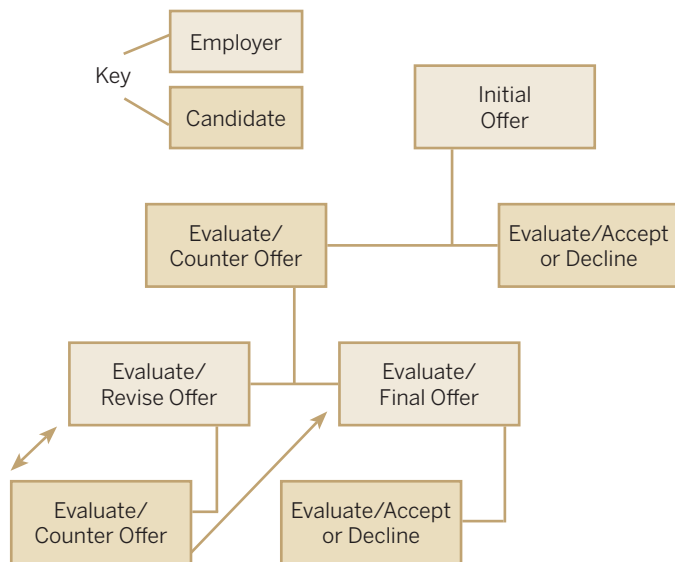 Employer
Key
Candidate
Initial
Offer
Evaluate/
Counter Offer
Evaluate/Accept
or Decline
Evaluate/
Revise Offer
Evaluate/
Final Offer
Evaluate/
Counter Offer
Evaluate/Accept
or Decline